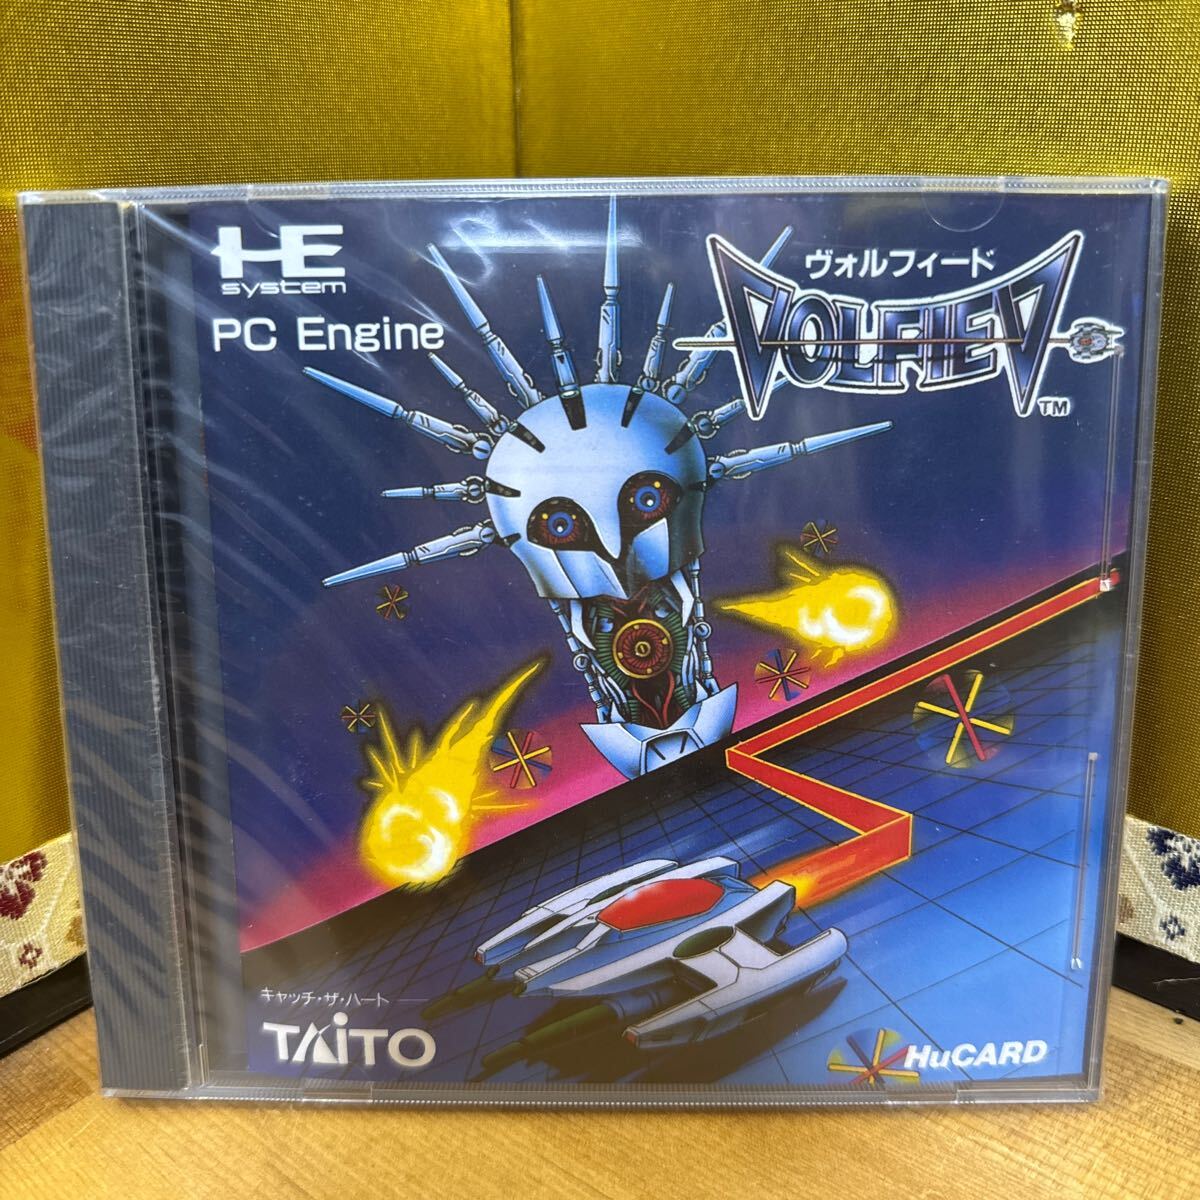 HE
system
PC Engine
ヴォルフィード
VOLFIED
TM
キャッチ・ザ・ハート
TAiTO
HuCARD